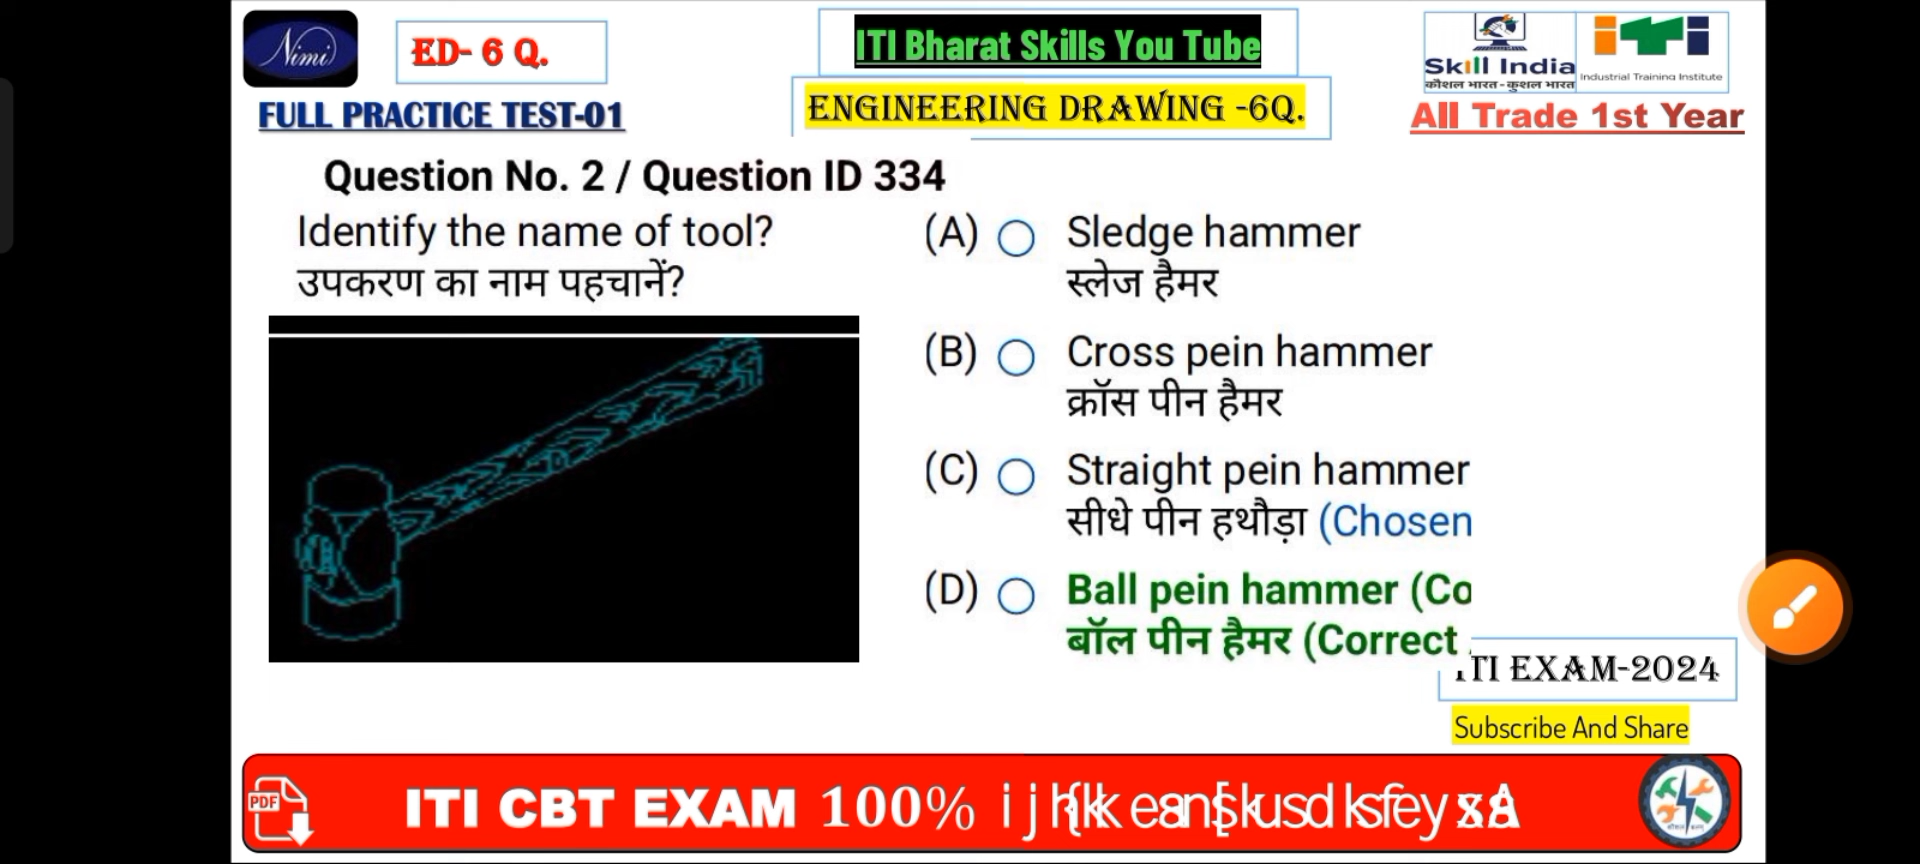 Nimi
ED- 6 Q.
FULL PRACTICE TEST-01
ITI Bharat Skills You Tube
ENGINEERING DRAWING -6Q.
Skill India
कौशल भारत-कुशल भारत
iTi
Industrial Training Institute
All Trade 1st Year
Question No. 2 / Question ID 334
Identify the name of tool?
उपकरण का नाम पहचानें?
(A) Sledge hammer
स्लेज हैमर
(B) Cross pein hammer
क्रॉस पीन हैमर
(C) Straight pein hammer
सीधे पीन हथौड़ा (Chosen
(D) Ball pein hammer (Co
बॉल पीन हैमर (Correct
ITI EXAM-2024
Subscribe And Share
PDF
ITI CBT EXAM 100%